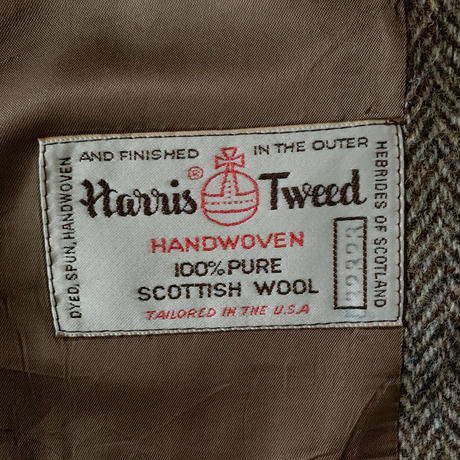 DYED, SPUN, HANDWOVEN
AND FINISHED IN THE OUTER
HEBRIDES OF SCOTLAND
Harris® Tweed
HANDWOVEN
100% PURE
SCOTTISH WOOL
TAILORED IN THE U.S.A